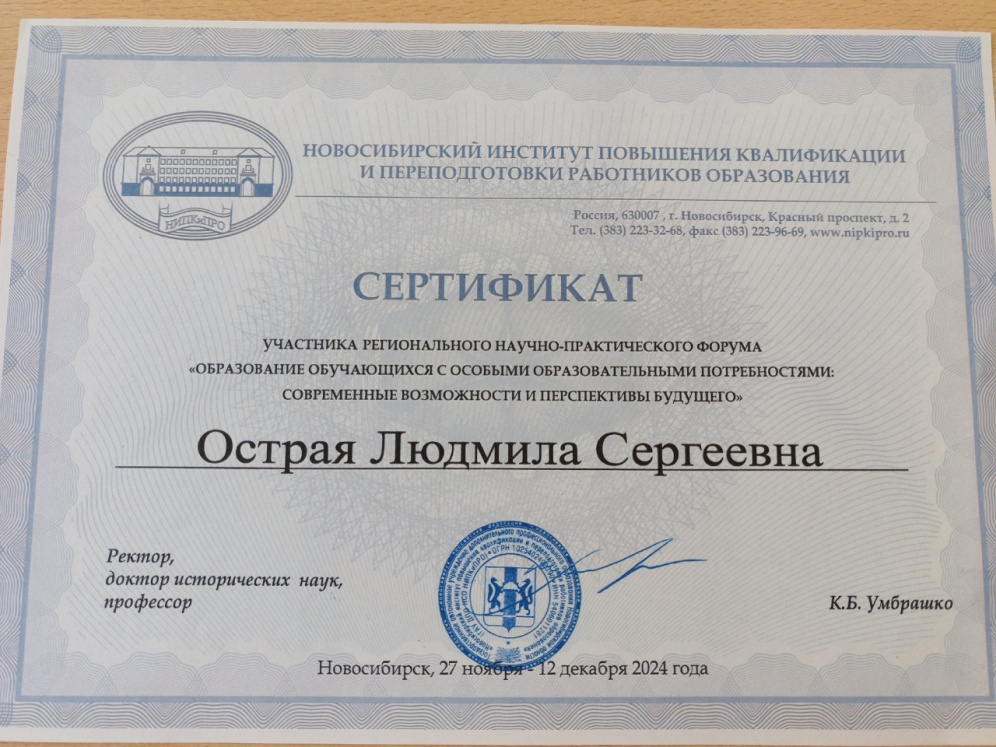 НОВОСИБИРСКИЙ ИНСТИТУТ ПОВЫШЕНИЯ КВАЛИФИКАЦИИ
И ПЕРЕПОДГОТОВКИ РАБОТНИКОВ ОБРАЗОВАНИЯ
НИПКиПРО
Россия, 630007 , г. Новосибирск, Красный проспект, д. 2
Тел. (383) 223-32-68, факс (383) 223-96-69, www.nipkipro.ru
СЕРТИФИКАТ
УЧАСТНИКА РЕГИОНАЛЬНОГО НАУЧНО-ПРАКТИЧЕСКОГО ФОРУМА
«ОБРАЗОВАНИЕ ОБУЧАЮЩИХСЯ С ОСОБЫМИ ОБРАЗОВАТЕЛЬНЫМИ ПОТРЕБНОСТЯМИ:
СОВРЕМЕННЫЕ ВОЗМОЖНОСТИ И ПЕРСПЕКТИВЫ БУДУЩЕГО»
Острая Людмила Сергеевна
Ректор,
доктор исторических наук,
профессор
К.Б. Умбрашко
Новосибирск, 27 ноября - 12 декабря 2024 года